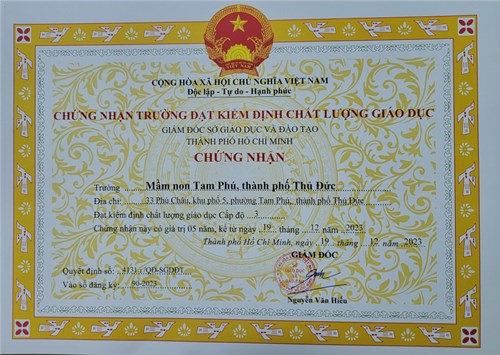 CỘNG HÒA XÃ HỘI CHỦ NGHĨA VIỆT NAM
Độc lập - Tự do - Hạnh phúc
CHỨNG NHẬN TRƯỜNG ĐẠT KIỂM ĐỊNH CHẤT LƯỢNG GIÁO DỤC
GIÁM ĐỐC SỞ GIÁO DỤC VÀ ĐÀO TẠO
THÀNH PHỐ HỒ CHÍ MINH
CHỨNG NHẬN
Trường Mầm non Tam Phú, thành phố Thủ Đức
Địa chỉ: 33 Phú Châu, khu phố 5, phường Tam Phú, thành phố Thủ Đức
Đạt kiểm định chất lượng giáo dục Cấp độ 3
Chứng nhận này có giá trị 05 năm, kể từ ngày 19 tháng 12 năm 2023
Thành phố Hồ Chí Minh, ngày 19 tháng 12 năm 2023
GIÁM ĐỐC
Quyết định số: /QĐ-SGDĐT
Vào sổ đăng ký: 90-2023
Nguyễn Văn Hiếu